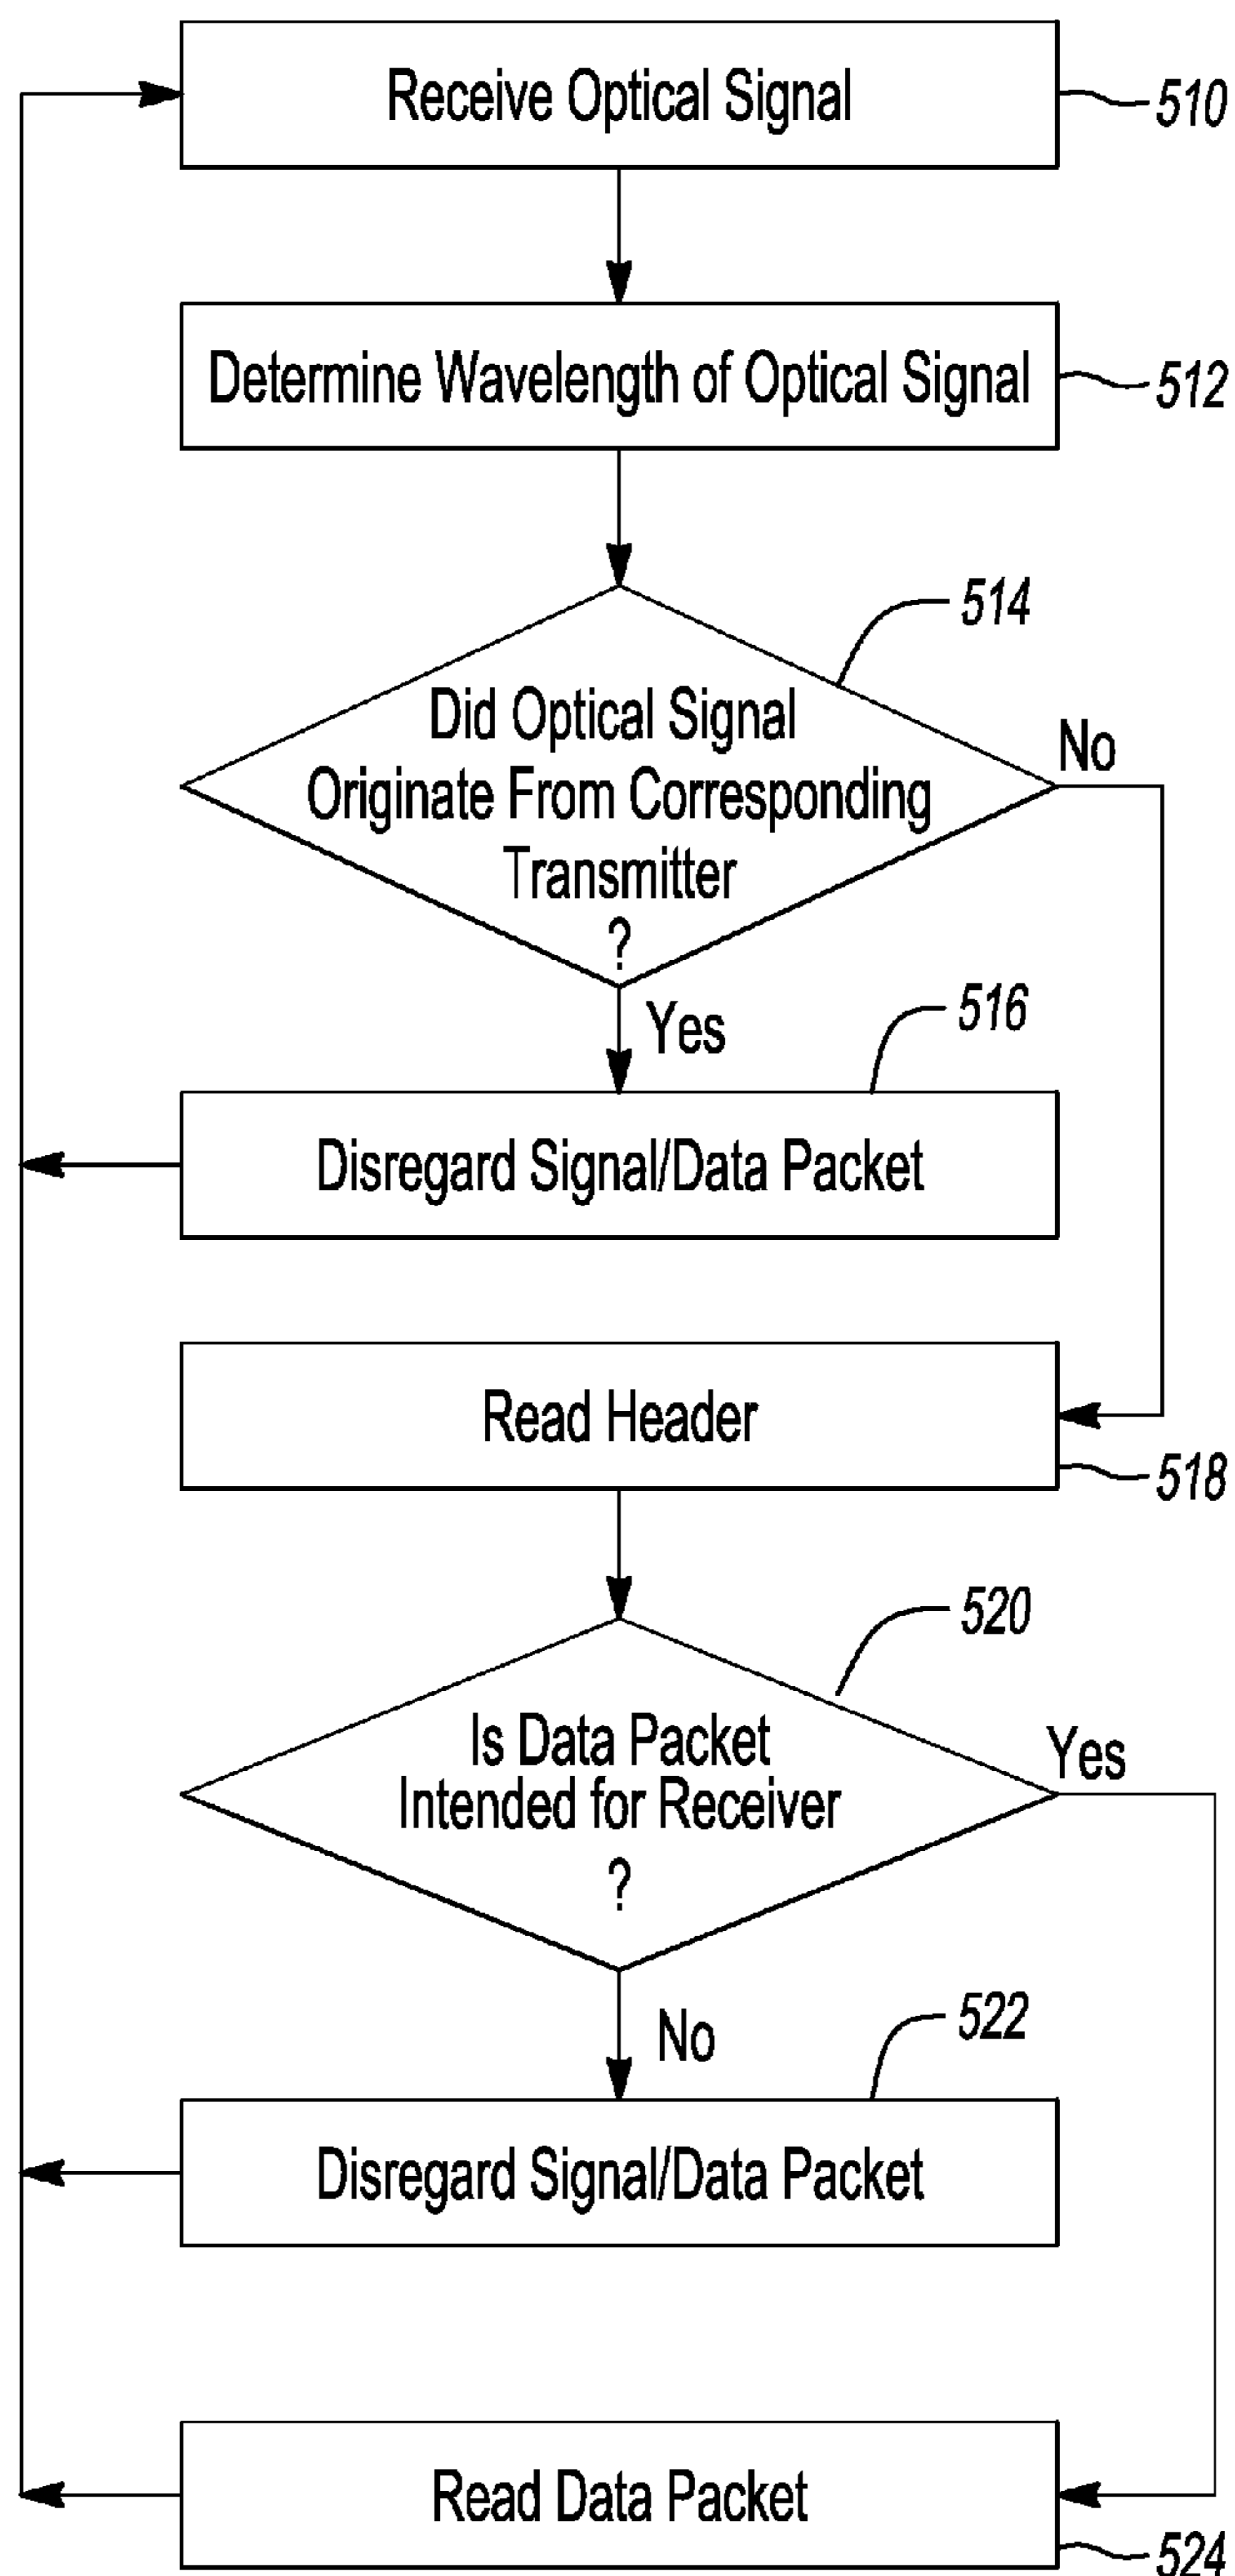 Receive Optical Signal
510
Determine Wavelength of Optical Signal
512
514
Did Optical Signal
Originate From Corresponding
Transmitter
?
No
Yes
516
Disregard Signal/Data Packet
Read Header
518
520
Is Data Packet
Intended for Receiver
?
Yes
No
522
Disregard Signal/Data Packet
Read Data Packet
524